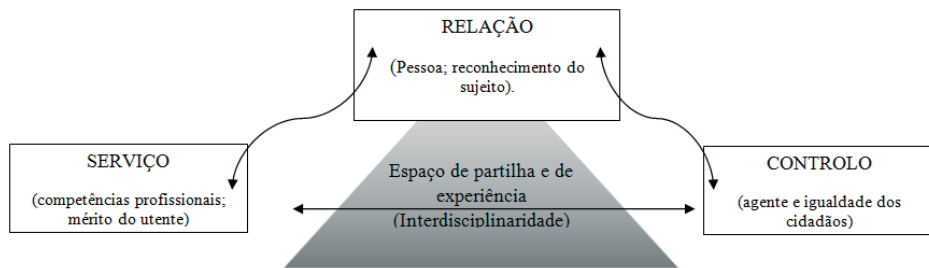 RELAÇÃO
(Pessoa; reconhecimento do
sujeito).
SERVIÇO
(competências profissionais;
mérito do utente)
Espaço de partilha e de
experiência
(Interdisciplinaridade)
CONTROLO
(agente e igualdade dos
cidadãos)